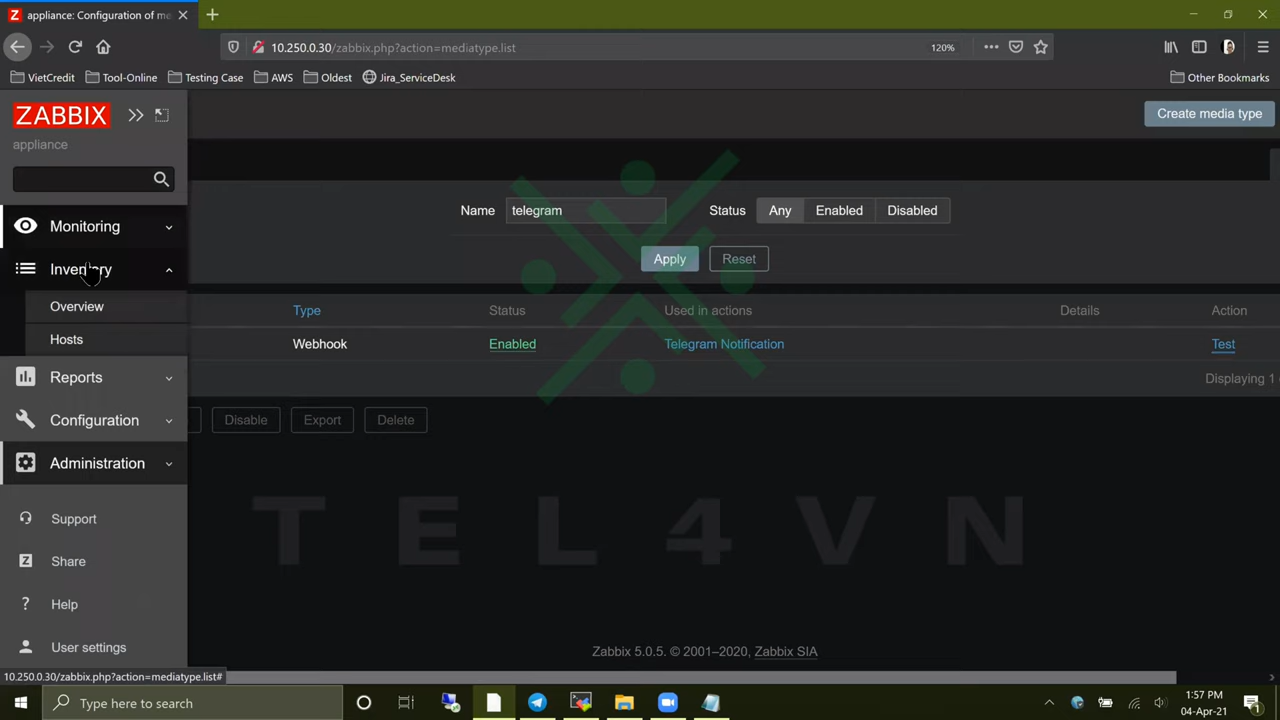 appliance: Configuration of me
10.250.0.30/zabbix.php?action=mediatype.list
120%
VietCredit
Tool-Online
Testing Case
AWS
Oldest
Jira_ServiceDesk
Other Bookmarks
ZABBIX
Create media type
appliance
Monitoring
Name
telegram
Status
Any
Enabled
Disabled
Inventory
Apply
Reset
Overview
Type
Status
Used in actions
Details
Action
Hosts
Webhook
Enabled
Telegram Notification
Test
Reports
Displaying 1
Configuration
Disable
Export
Delete
Administration
Support
TEL4VN
Share
Help
User settings
Zabbix 5.0.5. © 2001–2020, Zabbix SIA
10.250.0.30/zabbix.php?action=mediatype.list#
Type here to search
1:57 PM
04-Apr-21